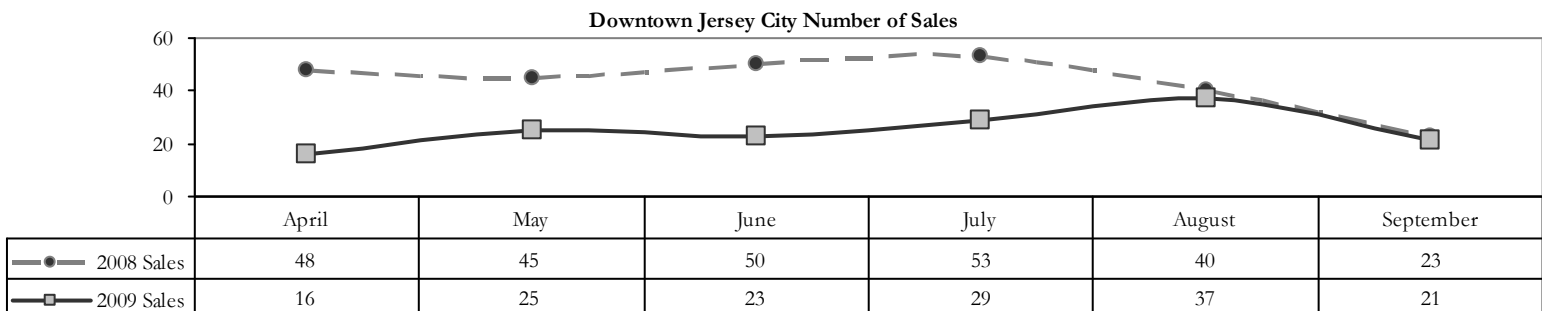 Downtown Jersey City Number of Sales
60
40
20
0
April May June July August September
2008 Sales 48 45 50 53 40 23
2009 Sales 16 25 23 29 37 21